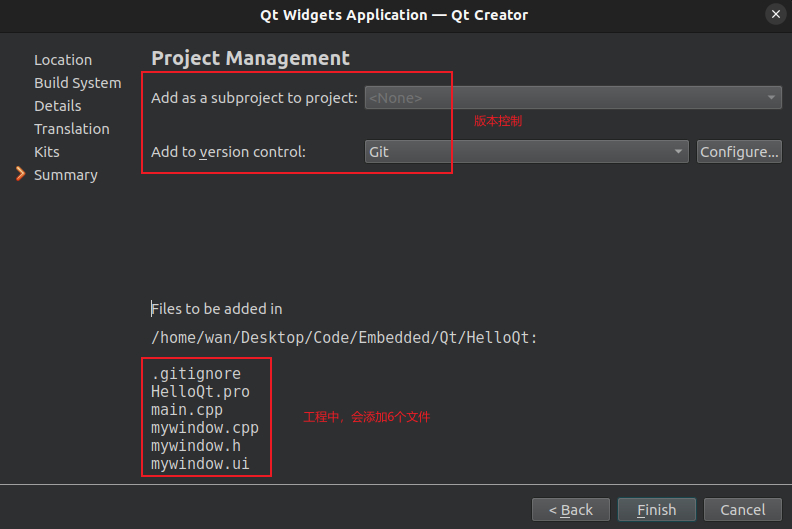 Qt Widgets Application — Qt Creator
Location
Build System
Details
Translation
Kits
Summary
Project Management
Add as a subproject to project: <None>
版本控制
Add to version control: Git Configure...
Files to be added in
/home/wan/Desktop/Code/Embedded/Qt/HelloQt:
.gitignore
HelloQt.pro
main.cpp
mywindow.cpp
mywindow.h
mywindow.ui
工程中，会添加6个文件
< Back Finish Cancel